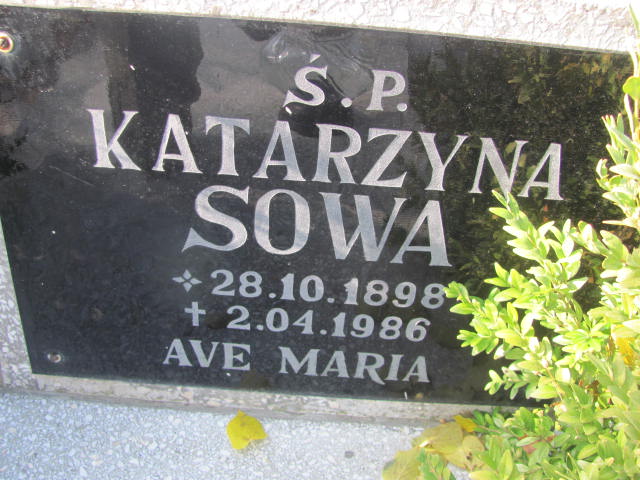 Ś.P.
KATARZYNA
SOWA
28.10.1898
† 2.04.1986
AVE MARIA